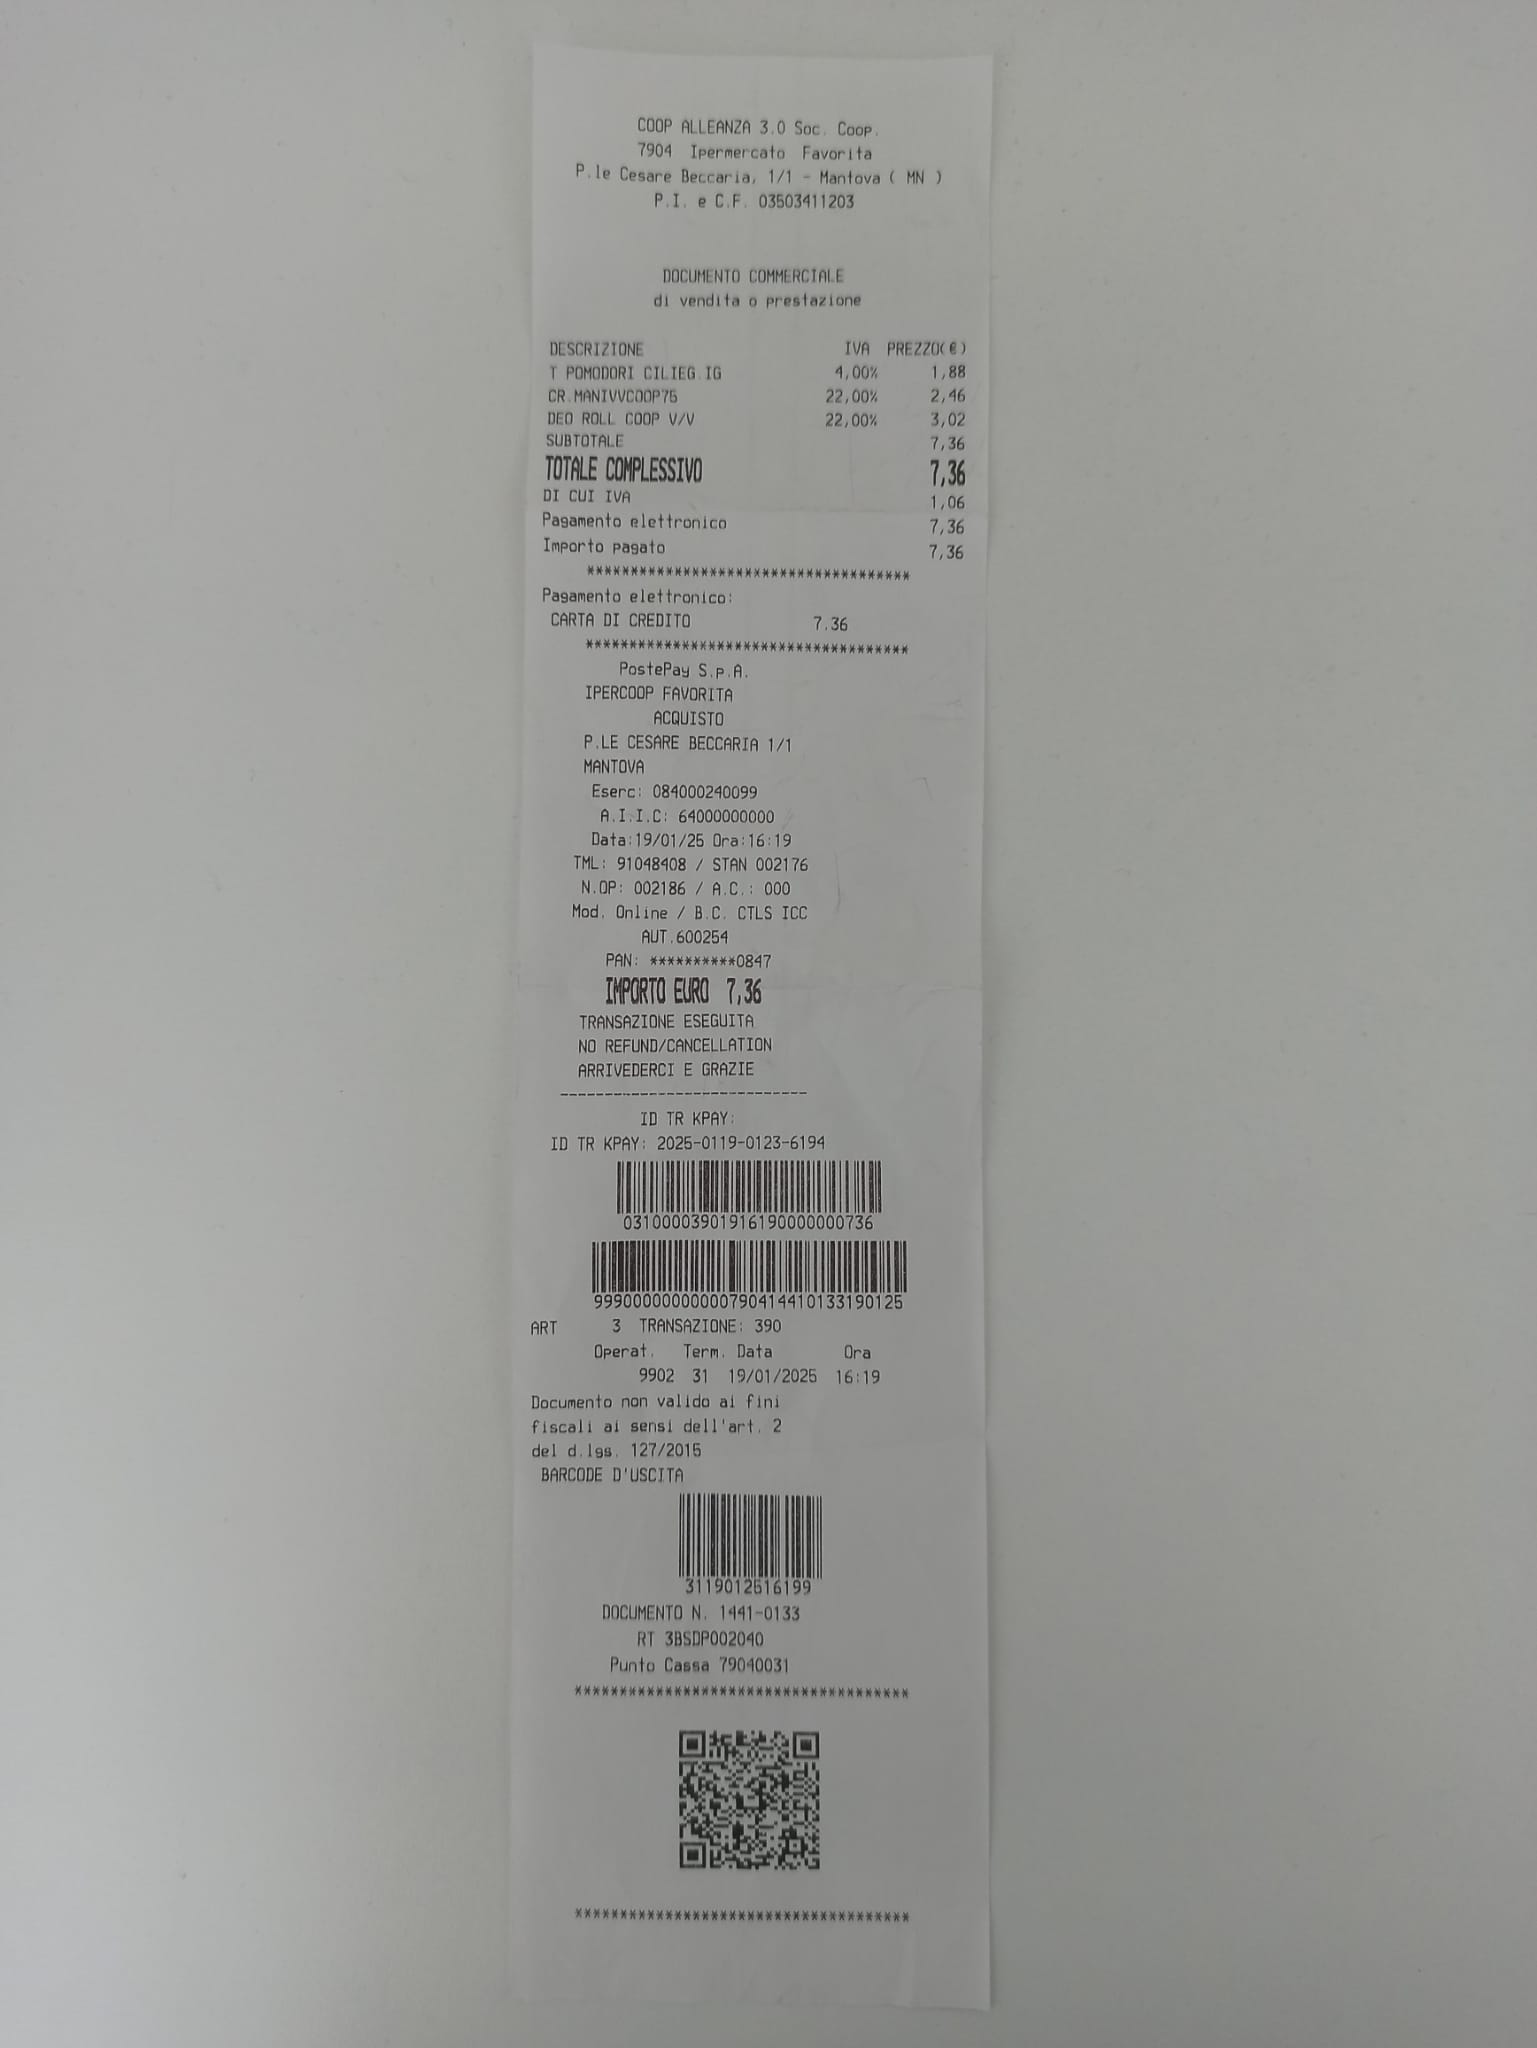 COOP ALLEANZA 3.0 Soc. Coop.
7904 Ipermercato Favorita
P.le Cesare Beccaria, 1/1 - Mantova ( MN )
P.I. e C.F. 03503411203
DOCUMENTO COMMERCIALE
di vendita o prestazione
DESCRIZIONE IVA PREZZO(€)
T POMODORI CILIEG.IG 4,00% 1,88
CR.MANIVVCOOP75 22,00% 2,46
DEO ROLL COOP V/V 22,00% 3,02
SUBTOTALE 7,36
TOTALE COMPLESSIVO 7,36
DI CUI IVA 1,06
Pagamento elettronico 7,36
Importo pagato 7,36
*************************************
Pagamento elettronico:
CARTA DI CREDITO 7.36
*************************************
PostePay S.p.A.
IPERCOOP FAVORITA
ACQUISTO
P.LE CESARE BECCARIA 1/1
MANTOVA
Eserc: 084000240099
A.I.I.C: 64000000000
Data:19/01/25 Ora:16:19
TML: 91048408 / STAN 002176
N.OP: 002186 / A.C.: 000
Mod. Online / B.C. CTLS ICC
AUT.600254
PAN: **********0847
IMPORTO EURO 7,36
TRANSAZIONE ESEGUITA
NO REFUND/CANCELLATION
ARRIVEDERCI E GRAZIE
----------------------------
ID TR KPAY:
ID TR KPAY: 2025-0119-0123-6194
03100003901916190000000736
99900000000000790414410133190125
ART 3 TRANSAZIONE: 390
Operat. Term. Data Ora
9902 31 19/01/2025 16:19
Documento non valido ai fini
fiscali ai sensi dell'art. 2
del d.lgs. 127/2015
BARCODE D'USCITA
3119012516199
DOCUMENTO N. 1441-0133
RT 3BSDP002040
Punto Cassa 79040031
**************************************
**************************************